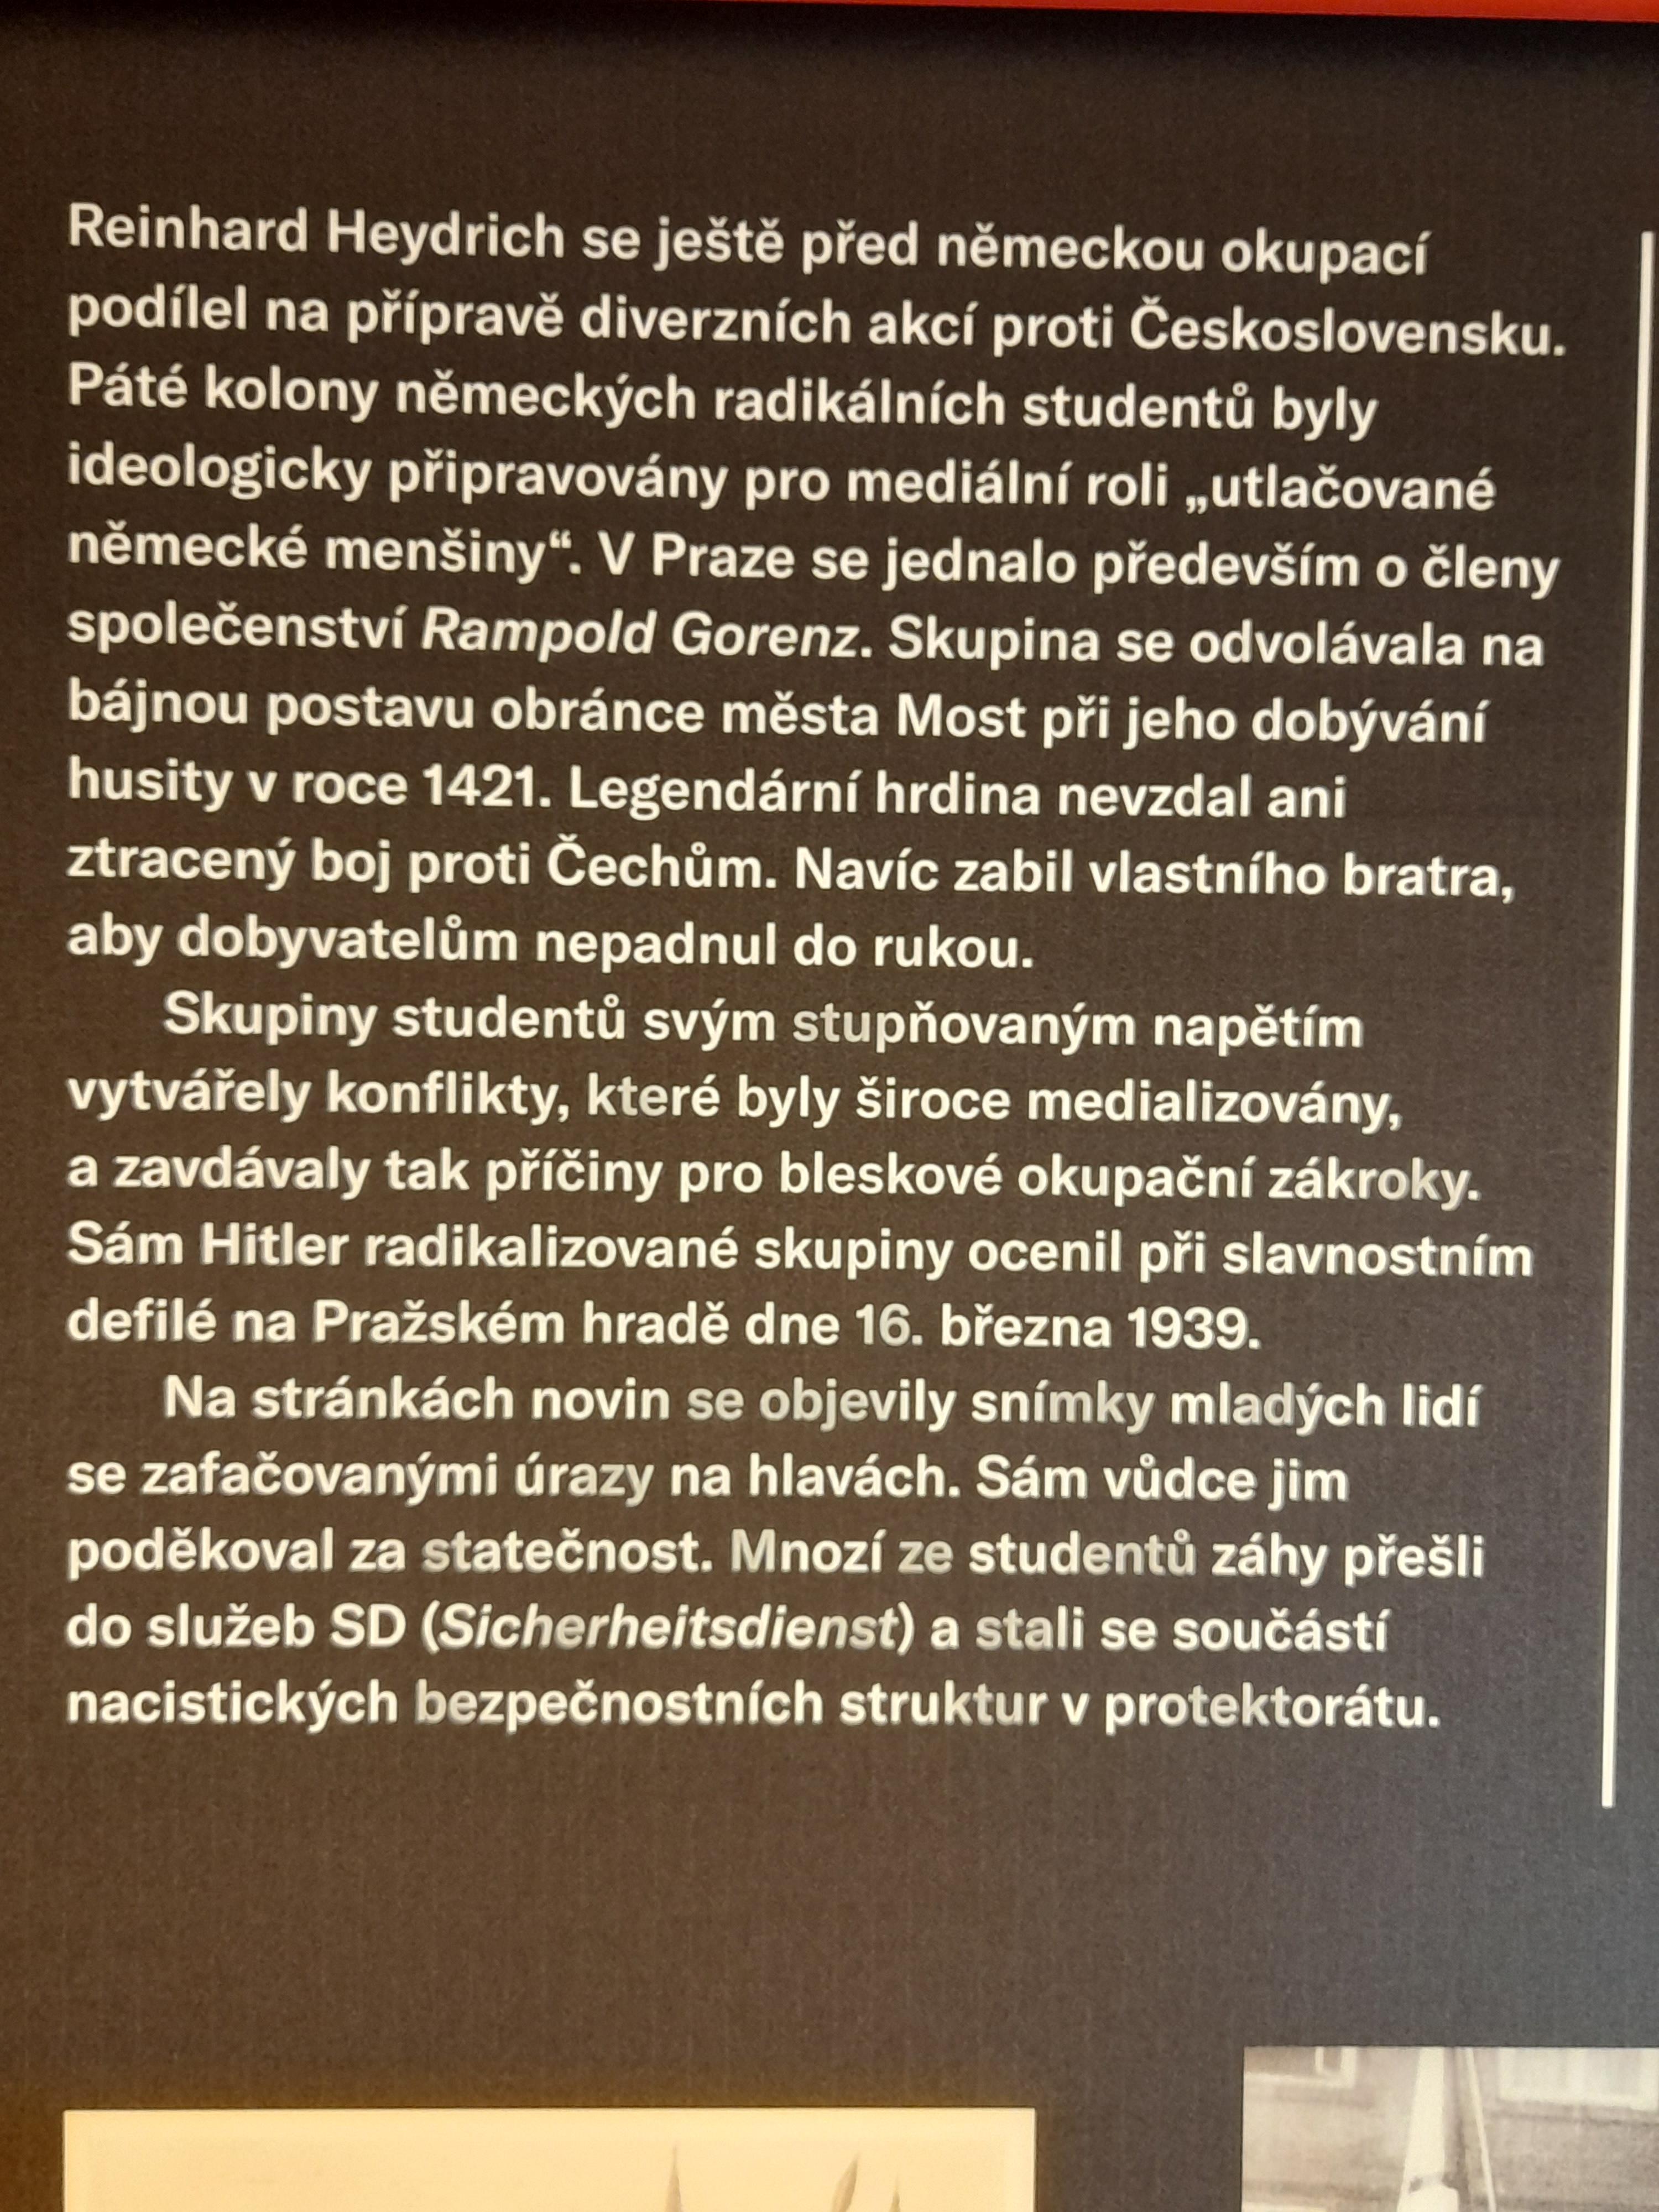 Reinhard Heydrich se ještě před německou okupací
podílel na přípravě diverzních akcí proti Československu.
Páté kolony německých radikálních studentů byly
ideologicky připravovány pro mediální roli „utlačované
německé menšiny“. V Praze se jednalo především o členy
společenství Rampold Gorenz. Skupina se odvolávala na
bájnou postavu obránce města Most při jeho dobývání
husity v roce 1421. Legendární hrdina nevzdal ani
ztracený boj proti Čechům. Navíc zabil vlastního bratra,
aby dobyvatelům nepadnul do rukou.
Skupiny studentů svým stupňovaným napětím
vytvářely konflikty, které byly široce medializovány,
a zavdávaly tak příčiny pro bleskové okupační zákroky.
Sám Hitler radikalizované skupiny ocenil při slavnostním
defilé na Pražském hradě dne 16. března 1939.
Na stránkách novin se objevily snímky mladých lidí
se zafačovanými úrazy na hlavách. Sám vůdce jim
poděkoval za statečnost. Mnozí ze studentů záhy přešli
do služeb SD (Sicherheitsdienst) a stali se součástí
nacistických bezpečnostních struktur v protektorátu.